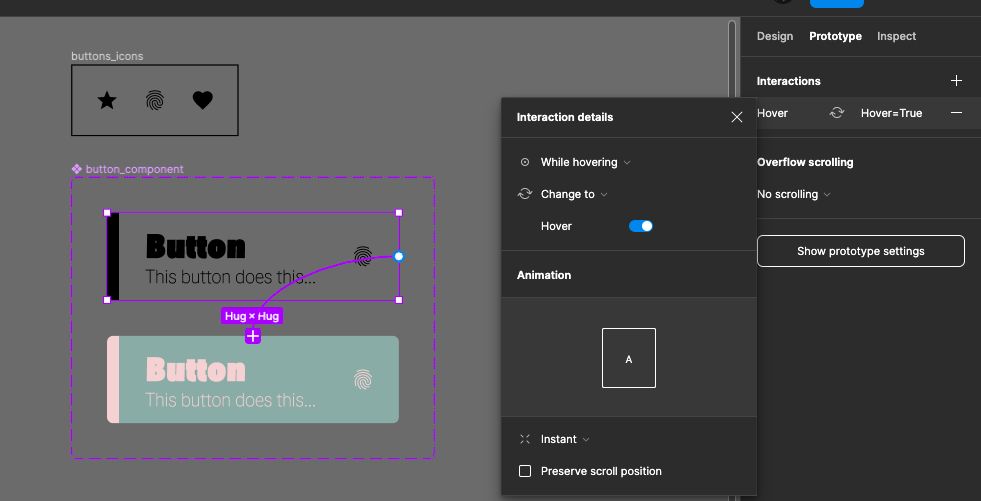 Design Prototype Inspect
buttons_icons
Interactions
Interaction details
Hover Hover=True
While hovering
Overflow scrolling
button_component
Change to
No scrolling
Hover
Button
This button does this...
Show prototype settings
Animation
Hug × Hug
A
Button
This button does this...
Instant
Preserve scroll position